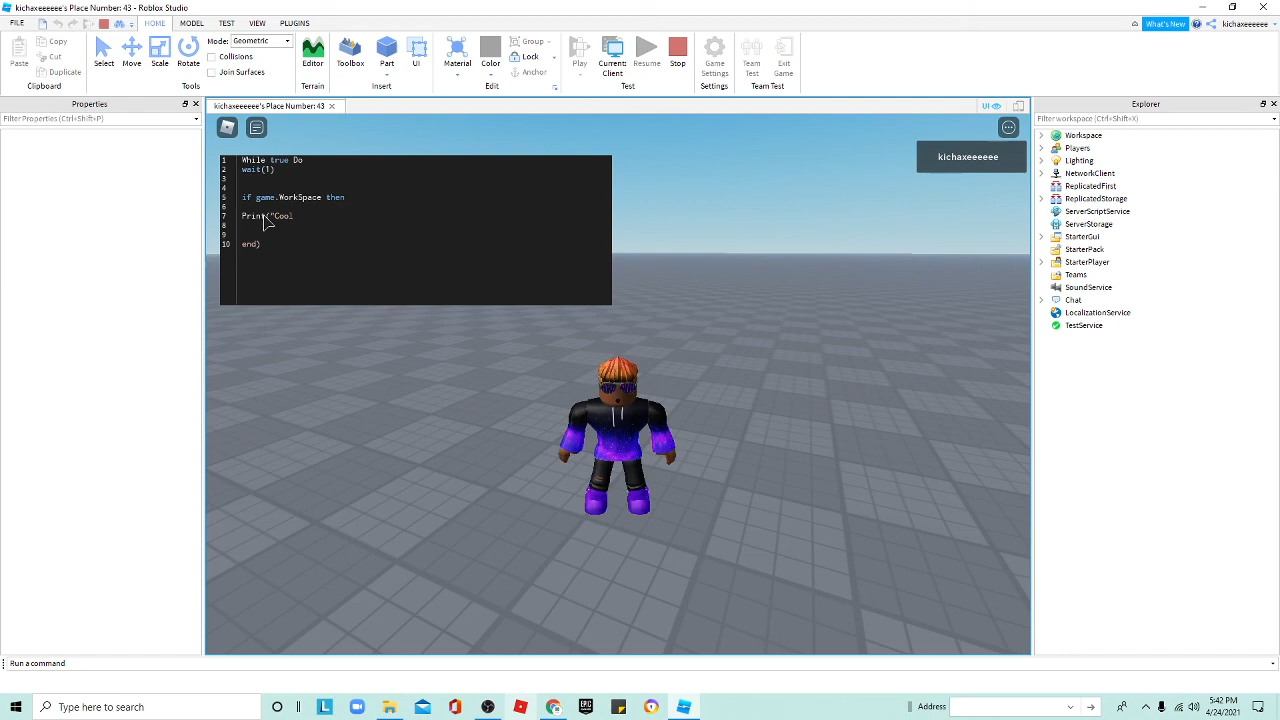 kichaxeeeeee's Place Number: 43 - Roblox Studio
FILE HOME MODEL TEST VIEW PLUGINS What's New kichaxeeeeee
Paste Copy Cut Duplicate Select Move Scale Rotate Mode: Geometric Collisions Join Surfaces Editor Toolbox Part UI Material Color Group Lock Anchor Play Current: Client Resume Stop Game Settings Team Test Exit Game
Clipboard Tools Terrain Insert Edit Test Settings Team Test
Properties
Filter Properties (Ctrl+Shift+P)
kichaxeeeeee's Place Number: 43
UI
kichaxeeeeee
1 While true Do
2 wait(1)
3
4
5 if game.WorkSpace then
6
7 Print("Cool
8
9
10 end)
Explorer
Filter workspace (Ctrl+Shift+X)
Workspace
Players
Lighting
NetworkClient
ReplicatedFirst
ReplicatedStorage
ServerScriptService
ServerStorage
StarterGui
StarterPack
StarterPlayer
Teams
SoundService
Chat
LocalizationService
TestService
Run a command
Type here to search
Address
5:42 PM
4/24/2021